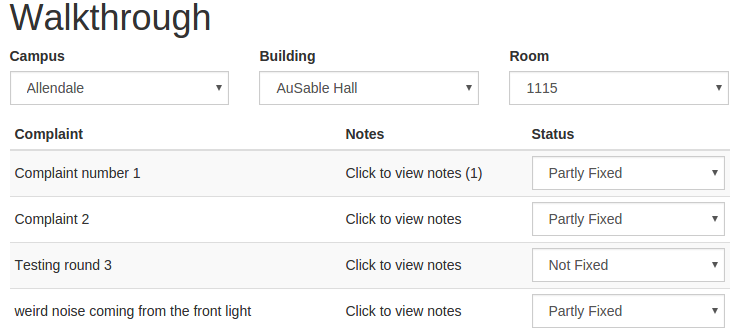 Walkthrough
Campus Building Room
Allendale AuSable Hall 1115
Complaint Notes Status
Complaint number 1 Click to view notes (1) Partly Fixed
Complaint 2 Click to view notes Partly Fixed
Testing round 3 Click to view notes Not Fixed
weird noise coming from the front light Click to view notes Partly Fixed